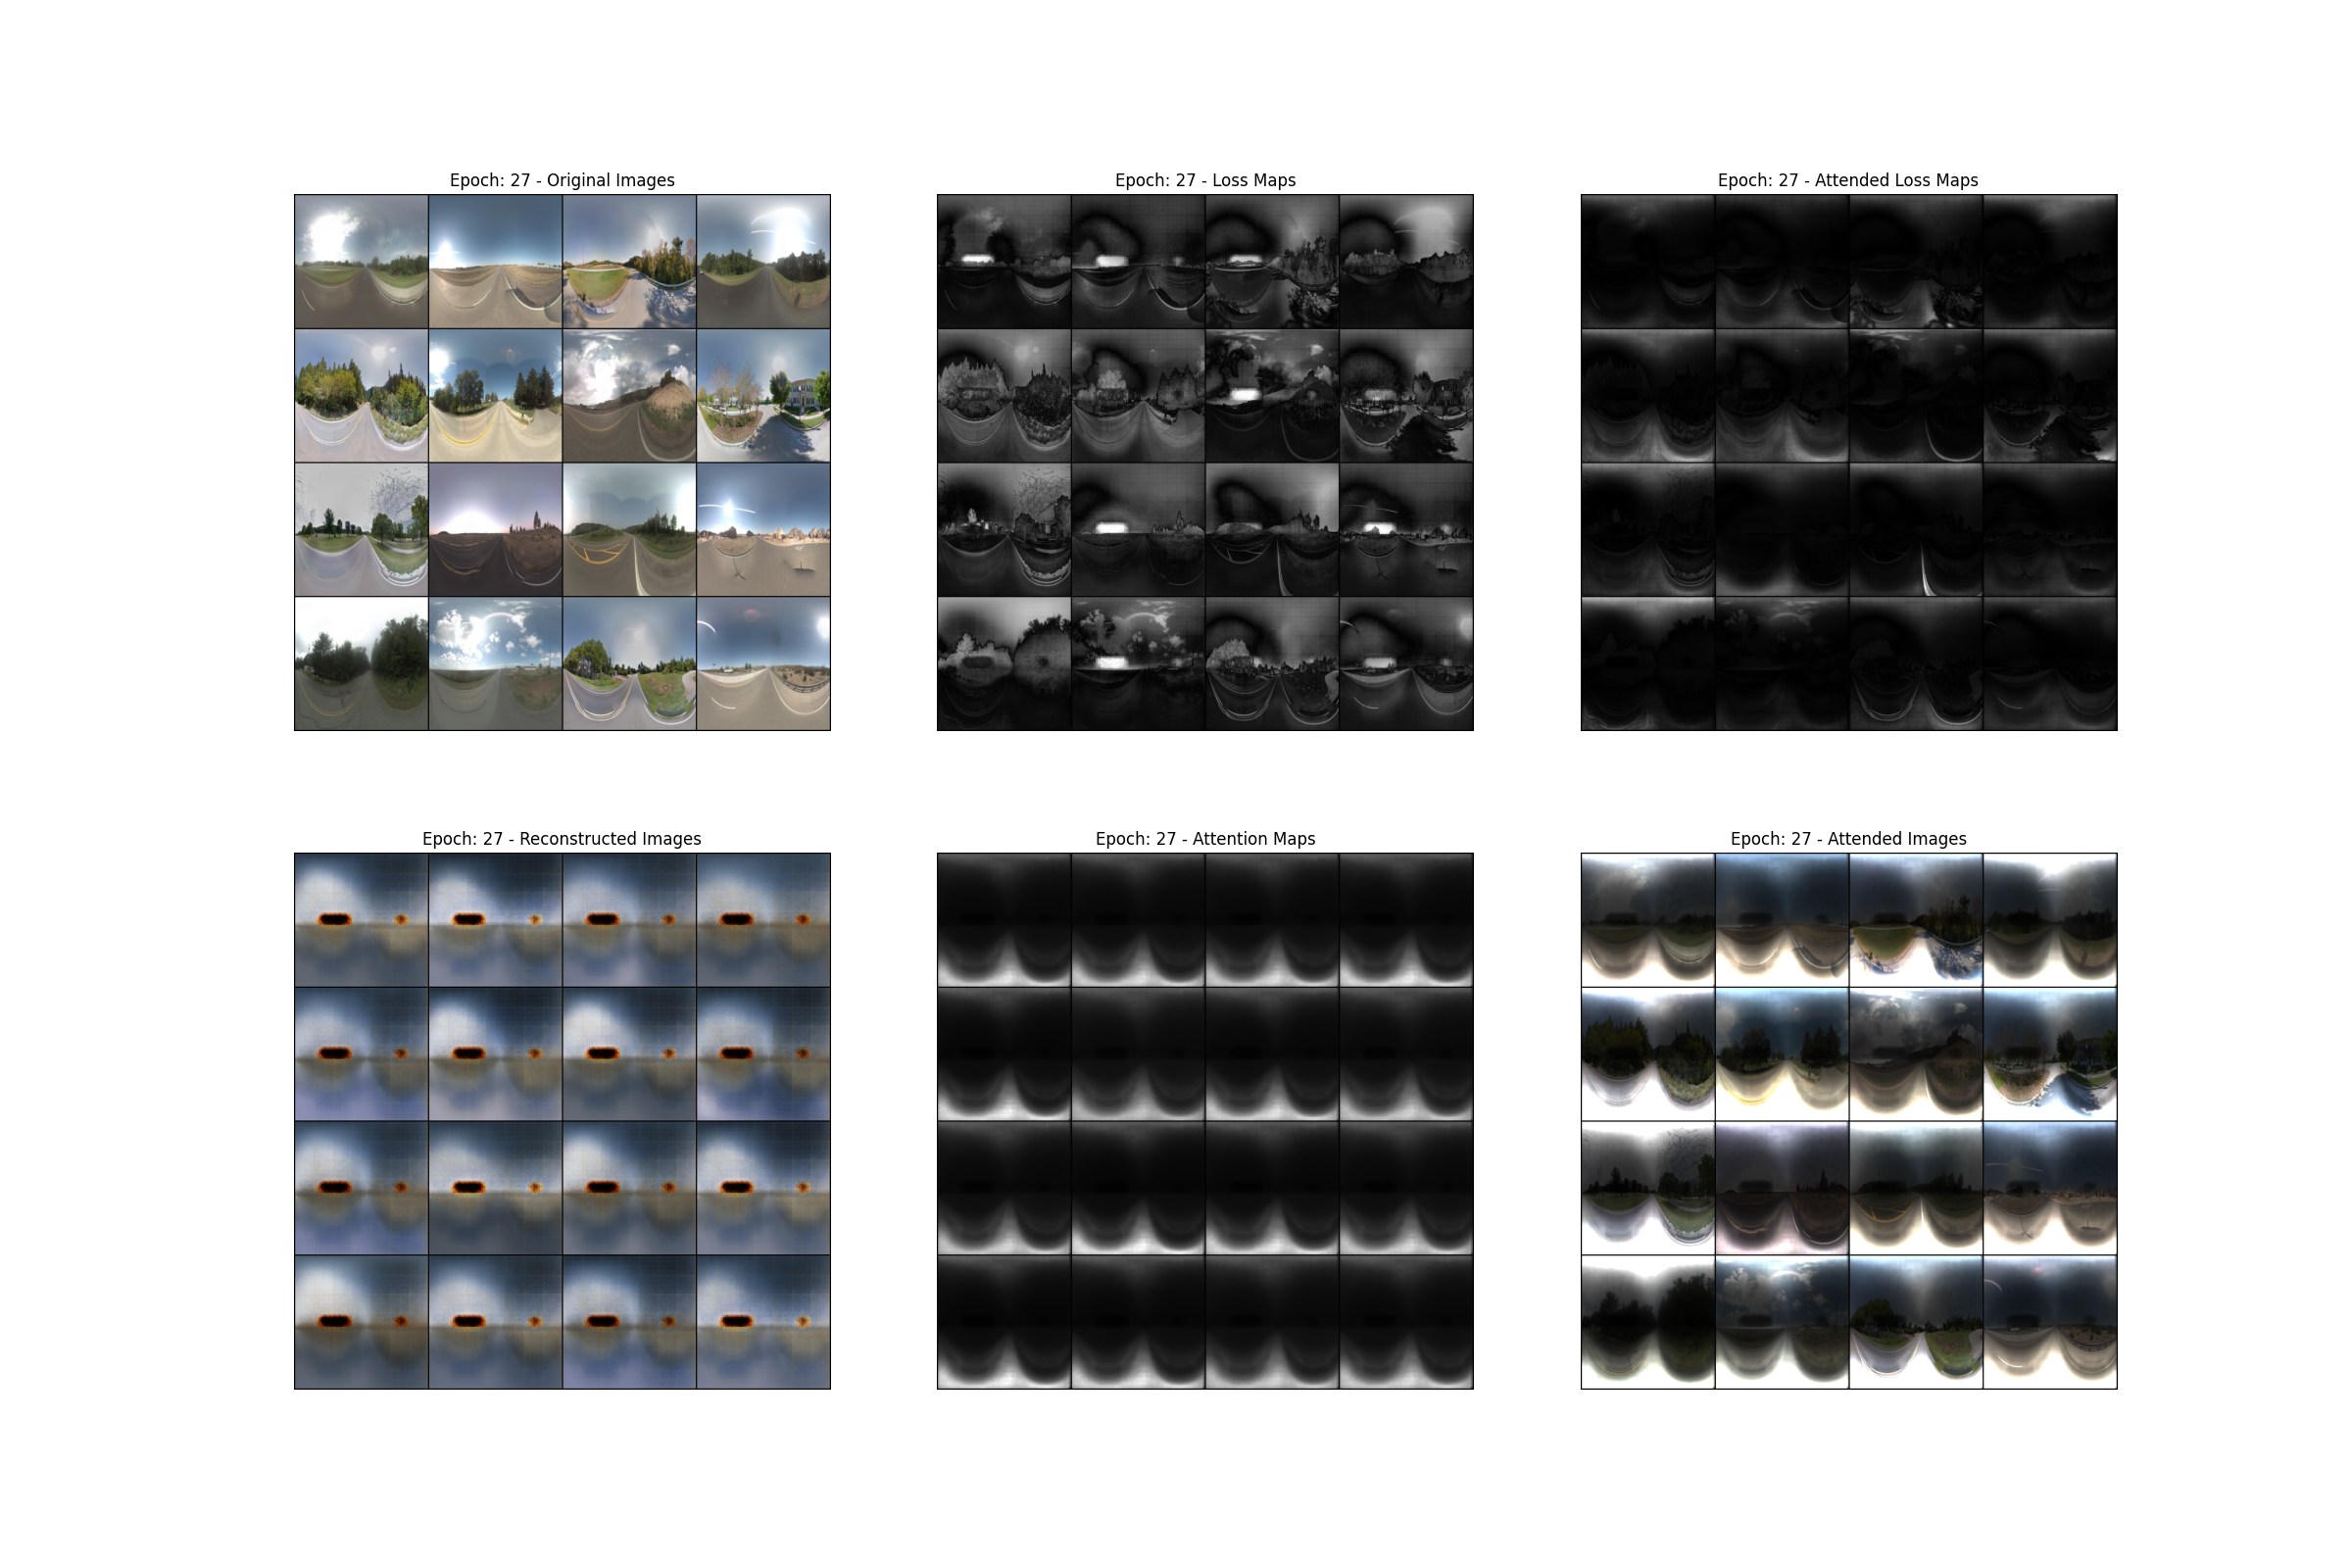 Epoch: 27 - Original Images
Epoch: 27 - Loss Maps
Epoch: 27 - Attended Loss Maps
Epoch: 27 - Reconstructed Images
Epoch: 27 - Attention Maps
Epoch: 27 - Attended Images